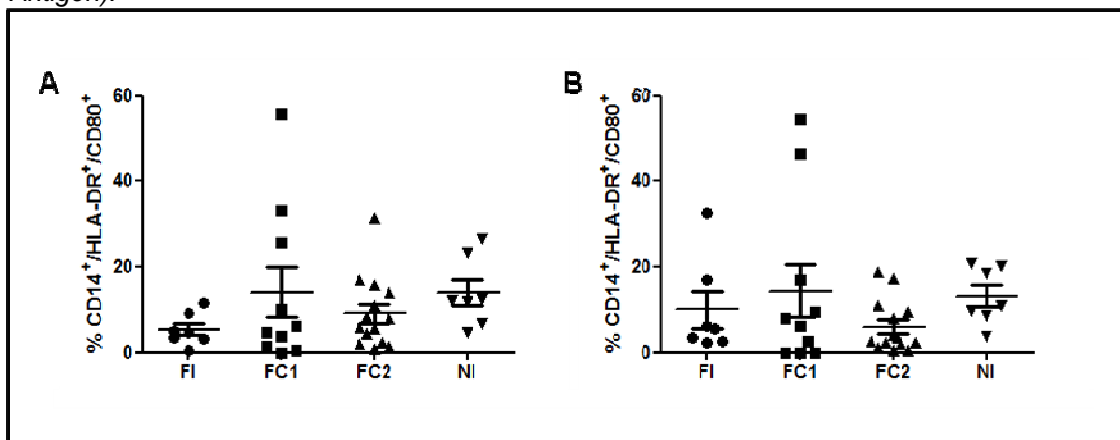 Antigen).
A
B
% CD14⁺/HLA-DR⁺/CD80⁺
60
40
20
0
FI FC1 FC2 NI
% CD14⁺/HLA-DR⁺/CD80⁺
60
40
20
0
FI FC1 FC2 NI